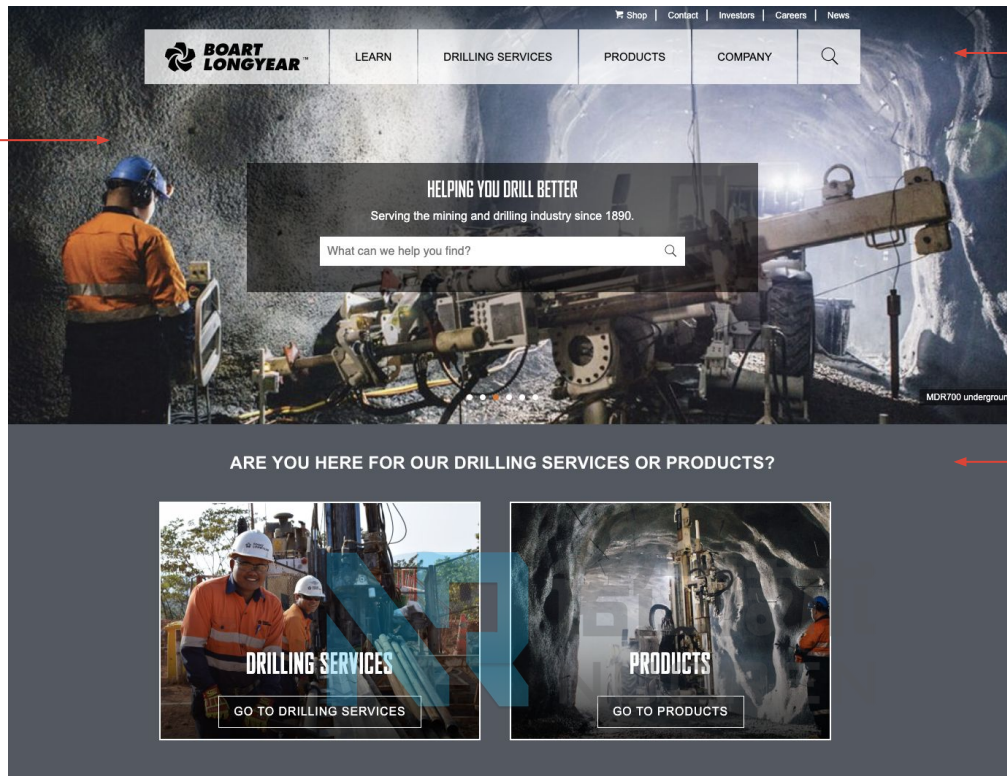 Shop | Contact | Investors | Careers | News
BOART
LONGYEAR™
LEARN
DRILLING SERVICES
PRODUCTS
COMPANY
HELPING YOU DRILL BETTER
Serving the mining and drilling industry since 1890.
What can we help you find?
MDR700 undergroun
ARE YOU HERE FOR OUR DRILLING SERVICES OR PRODUCTS?
DRILLING SERVICES
GO TO DRILLING SERVICES
PRODUCTS
GO TO PRODUCTS